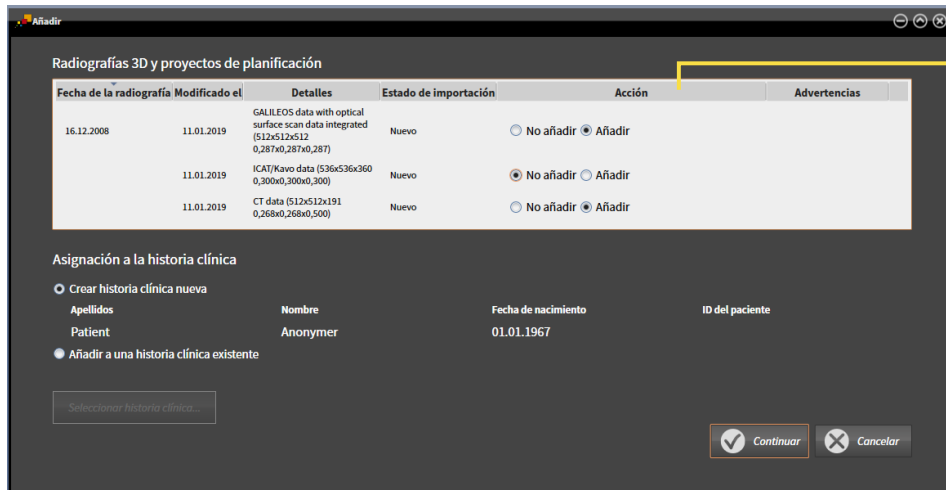 Añadir
Radiografías 3D y proyectos de planificación
Fecha de la radiografía Modificado el Detalles Estado de importación Acción Advertencias
GALILEOS data with optical
surface scan data integrated
16.12.2008 11.01.2019 (512x512x512 Nuevo No añadir Añadir
0,287x0,287x0,287)
ICAT/Kavo data (536x536x360
11.01.2019 0,300x0,300x0,300) Nuevo No añadir Añadir
CT data (512x512x191
11.01.2019 0,268x0,268x0,500) Nuevo No añadir Añadir
Asignación a la historia clínica
Crear historia clínica nueva
Apellidos Nombre Fecha de nacimiento ID del paciente
Patient Anonymer 01.01.1967
Añadir a una historia clínica existente
Seleccionar historia clínica...
Continuar Cancelar